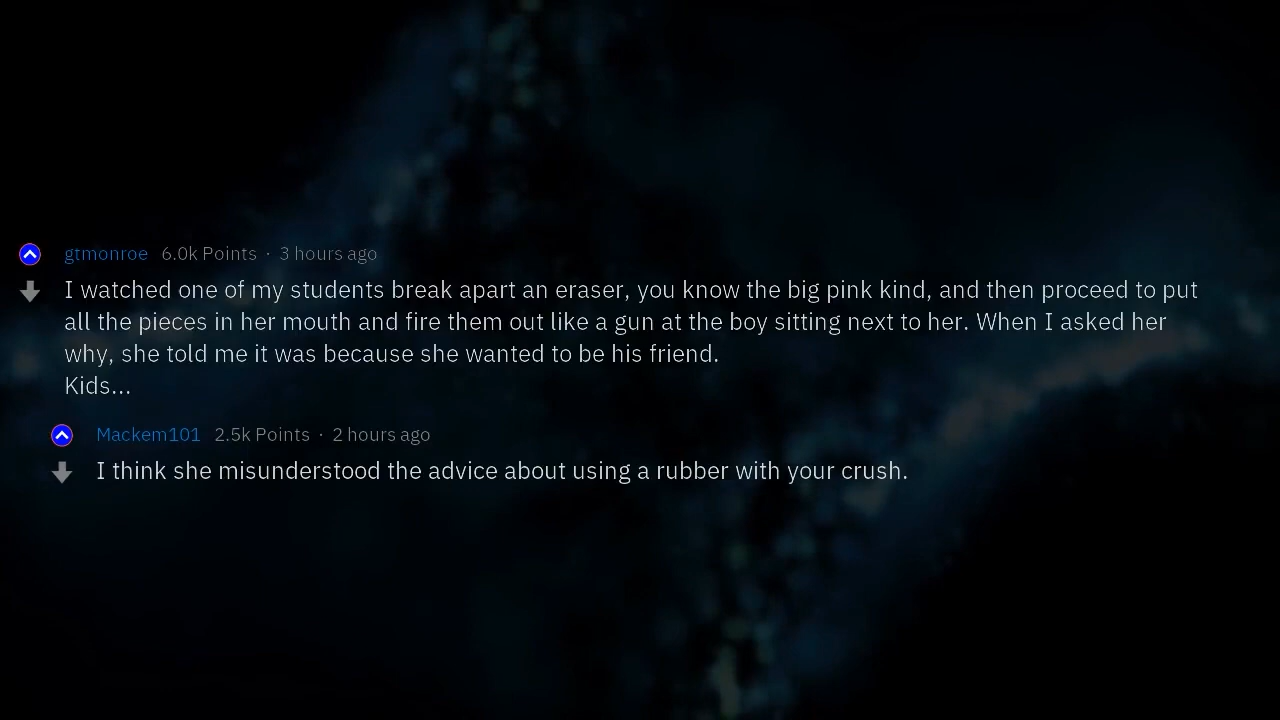 gtmonroe 6.0k Points · 3 hours ago
I watched one of my students break apart an eraser, you know the big pink kind, and then proceed to put
all the pieces in her mouth and fire them out like a gun at the boy sitting next to her. When I asked her
why, she told me it was because she wanted to be his friend.
Kids...
Mackem101 2.5k Points · 2 hours ago
I think she misunderstood the advice about using a rubber with your crush.